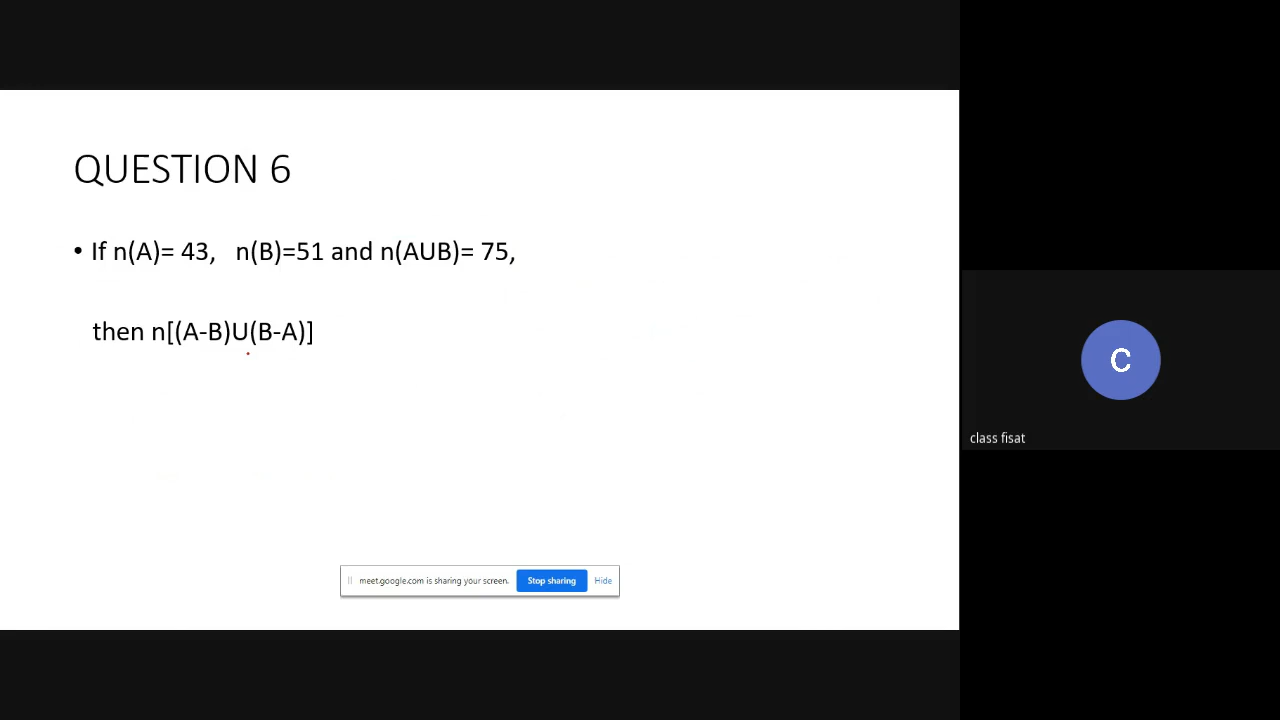 QUESTION 6
• If n(A)= 43, n(B)=51 and n(AUB)= 75,
then n[(A-B)U(B-A)]
C
class fisat
meet.google.com is sharing your screen. Stop sharing Hide